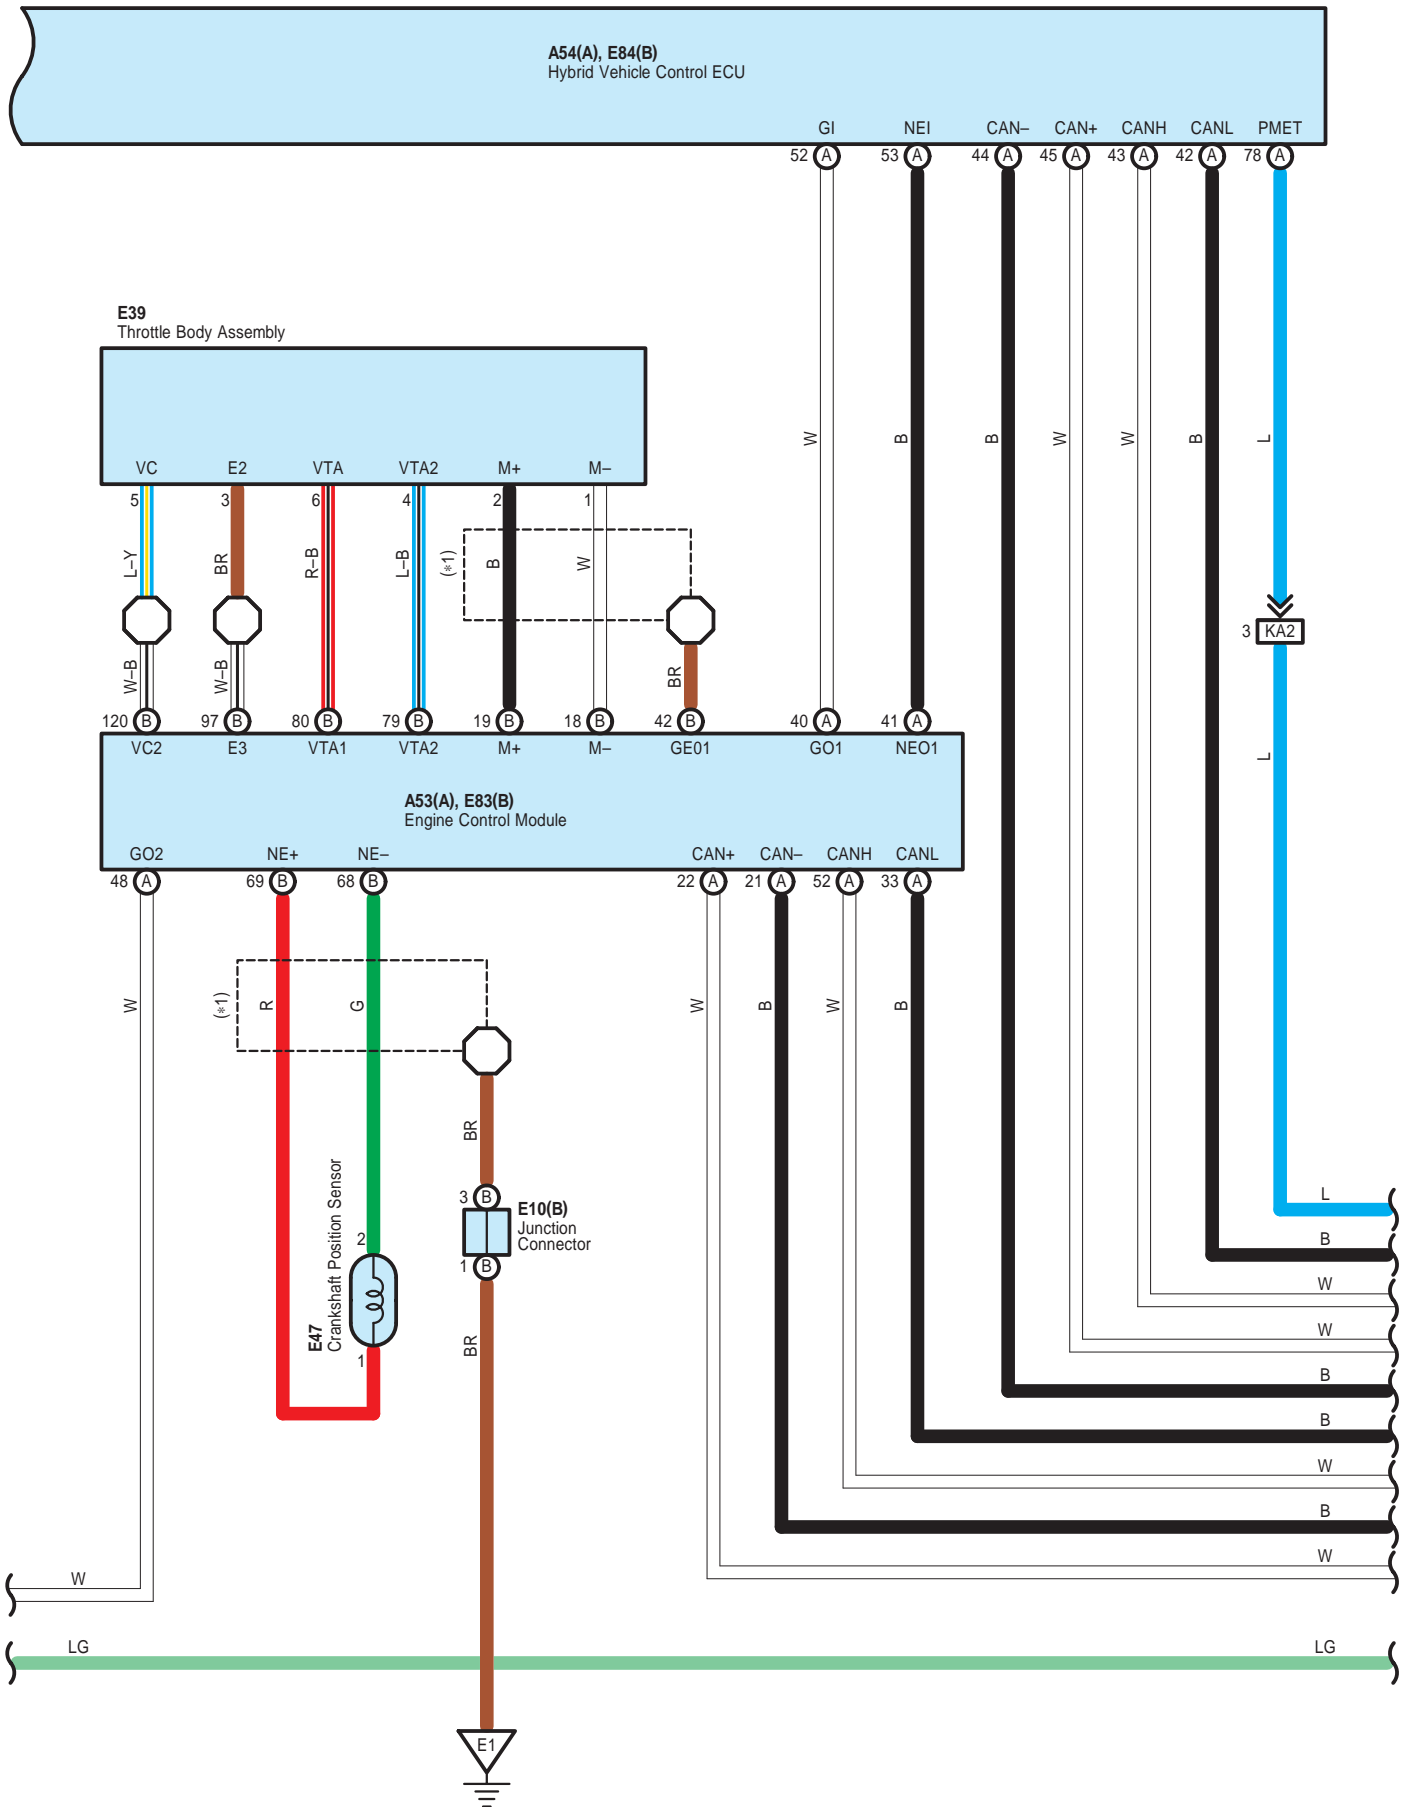 A54(A), E84(B)
Hybrid Vehicle Control ECU
GI NEI CAN– CAN+ CANH CANL PMET
52 A 53 A 44 A 45 A 43 A 42 A 78 A
E39
Throttle Body Assembly
W B B W W B L
VC E2 VTA VTA2 M+ M–
5 3 6 4 2 1
L–Y BR R–B L–B (*1) B W
3 KA2
W–B W–B BR
120 B 97 B 80 B 79 B 19 B 18 B 42 B 40 A 41 A
VC2 E3 VTA1 VTA2 M+ M– GE01 GO1 NEO1
L
A53(A), E83(B)
Engine Control Module
GO2 NE+ NE– CAN+ CAN– CANH CANL
48 A 69 B 68 B 22 A 21 A 52 A 33 A
W (*1) R G W B W B
BR
3 B
E10(B)
Junction
Connector
1 B
E47
Crankshaft Position Sensor
2
1
BR
L
B
W
W
B
B
W
B
W
W
LG LG
E1